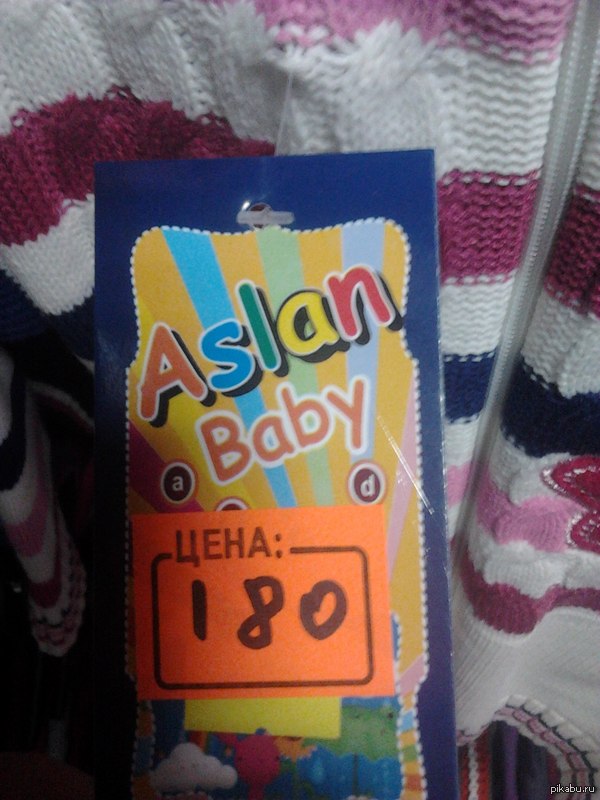 Aslan
Baby
a d
ЦЕНА:
180
pikabu.ru